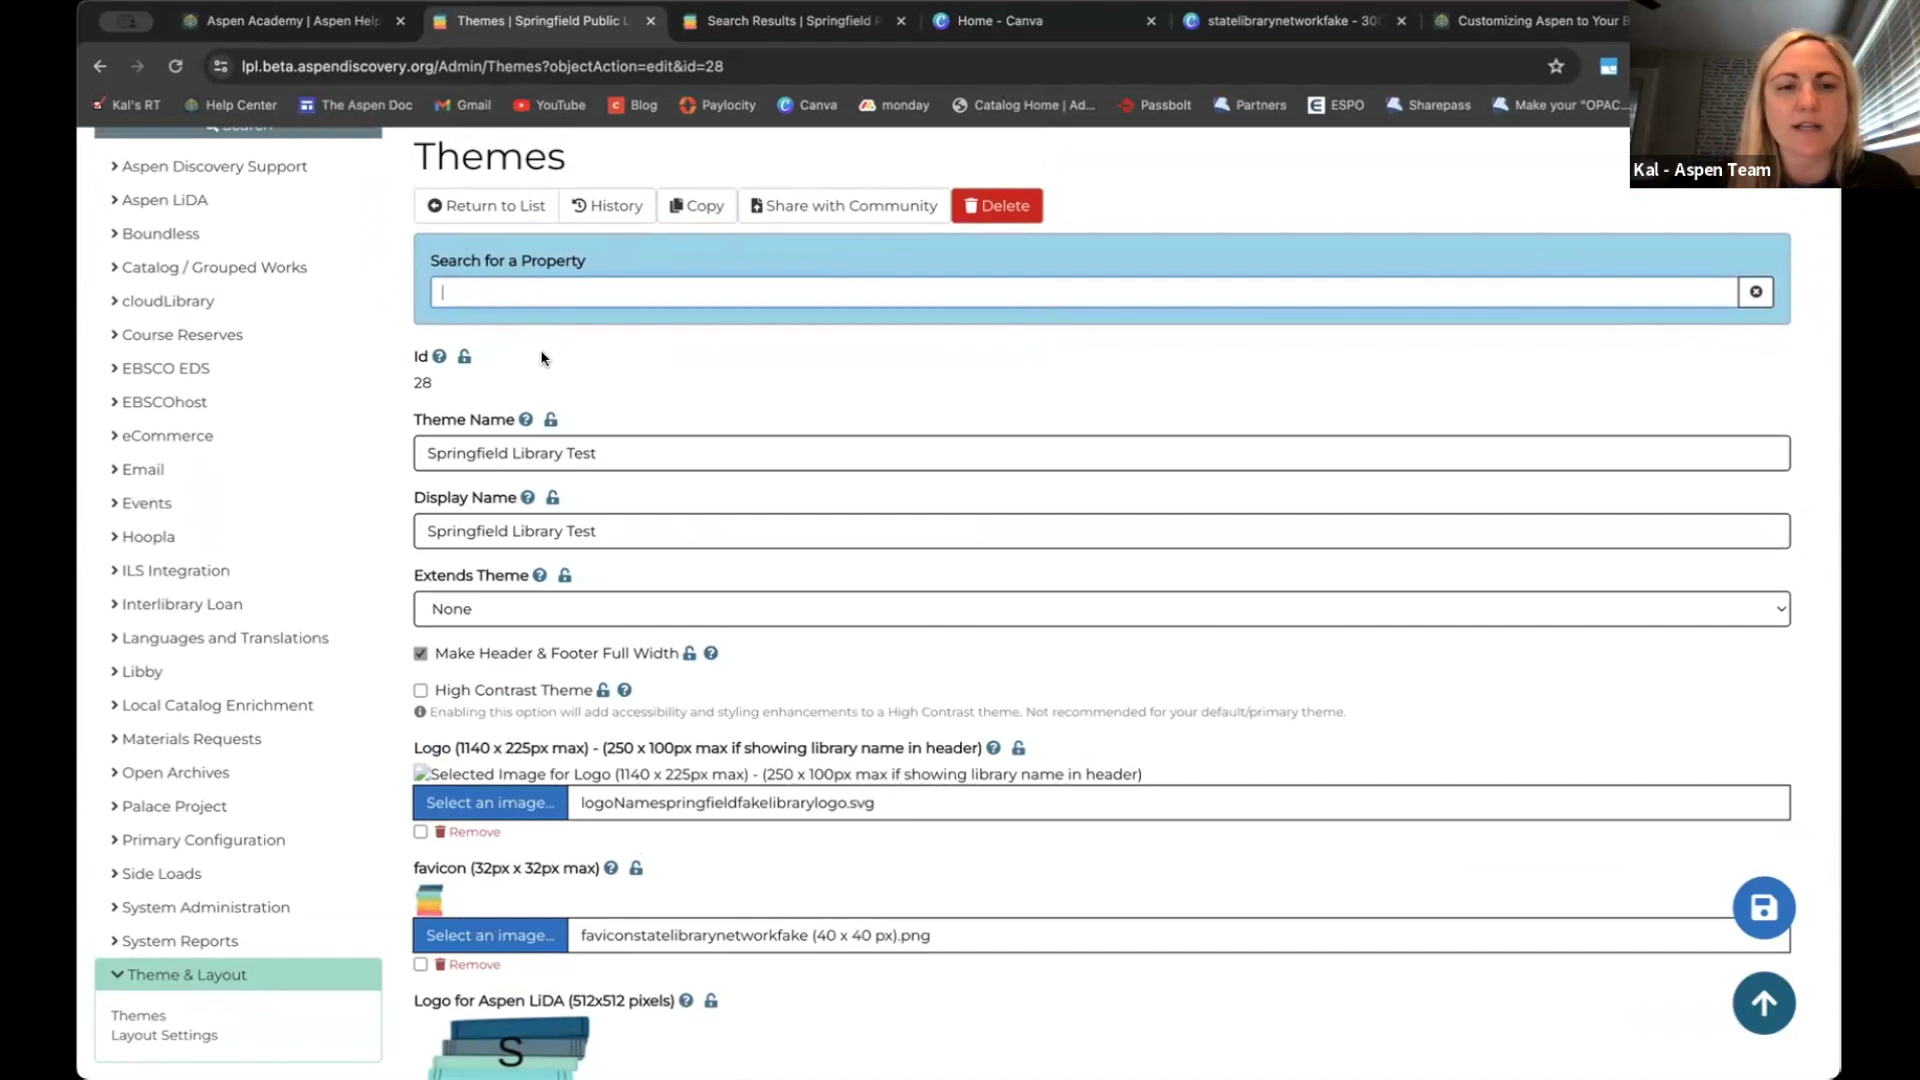 Aspen Academy | Aspen Help
Themes | Springfield Public L
Search Results | Springfield P
Home - Canva
statelibrarynetworkfake - 30
Customizing Aspen to Your B
lpl.beta.aspendiscovery.org/Admin/Themes?objectAction=edit&id=28
Kal's RT
Help Center
The Aspen Doc
Gmail
YouTube
Blog
Paylocity
Canva
monday
Catalog Home | Ad...
Passbolt
Partners
ESPO
Sharepass
Make your "OPAC...
Kal - Aspen Team
Search
Aspen Discovery Support
Aspen LiDA
Boundless
Catalog / Grouped Works
cloudLibrary
Course Reserves
EBSCO EDS
EBSCOhost
eCommerce
Email
Events
Hoopla
ILS Integration
Interlibrary Loan
Languages and Translations
Libby
Local Catalog Enrichment
Materials Requests
Open Archives
Palace Project
Primary Configuration
Side Loads
System Administration
System Reports
Theme & Layout
Themes
Layout Settings
Themes
Return to List
History
Copy
Share with Community
Delete
Search for a Property
Id
28
Theme Name
Springfield Library Test
Display Name
Springfield Library Test
Extends Theme
None
Make Header & Footer Full Width
High Contrast Theme
Enabling this option will add accessibility and styling enhancements to a High Contrast theme. Not recommended for your default/primary theme.
Logo (1140 x 225px max) - (250 x 100px max if showing library name in header)
Selected Image for Logo (1140 x 225px max) - (250 x 100px max if showing library name in header)
Select an image... logoNamespringfieldfakelibrarylogo.svg
Remove
favicon (32px x 32px max)
Select an image... faviconstatelibrarynetworkfake (40 x 40 px).png
Remove
Logo for Aspen LiDA (512x512 pixels)
S